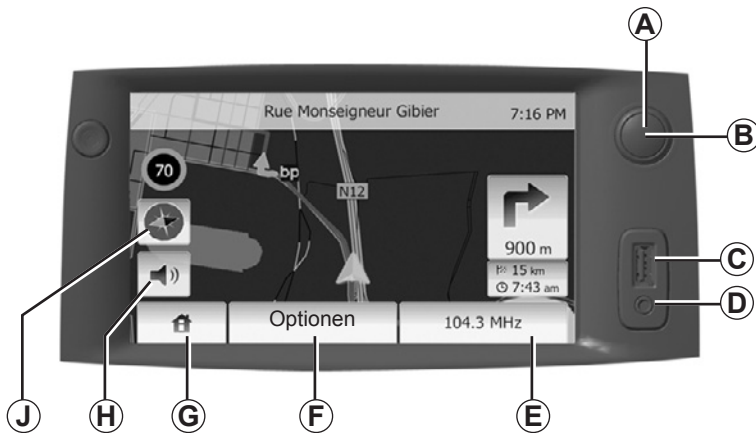 A
B
Rue Monseigneur Gibier 7:16 PM
70
bp
N12
900 m
15 km
7:43 am
C
D
Optionen
104.3 MHz
J
H
G
F
E